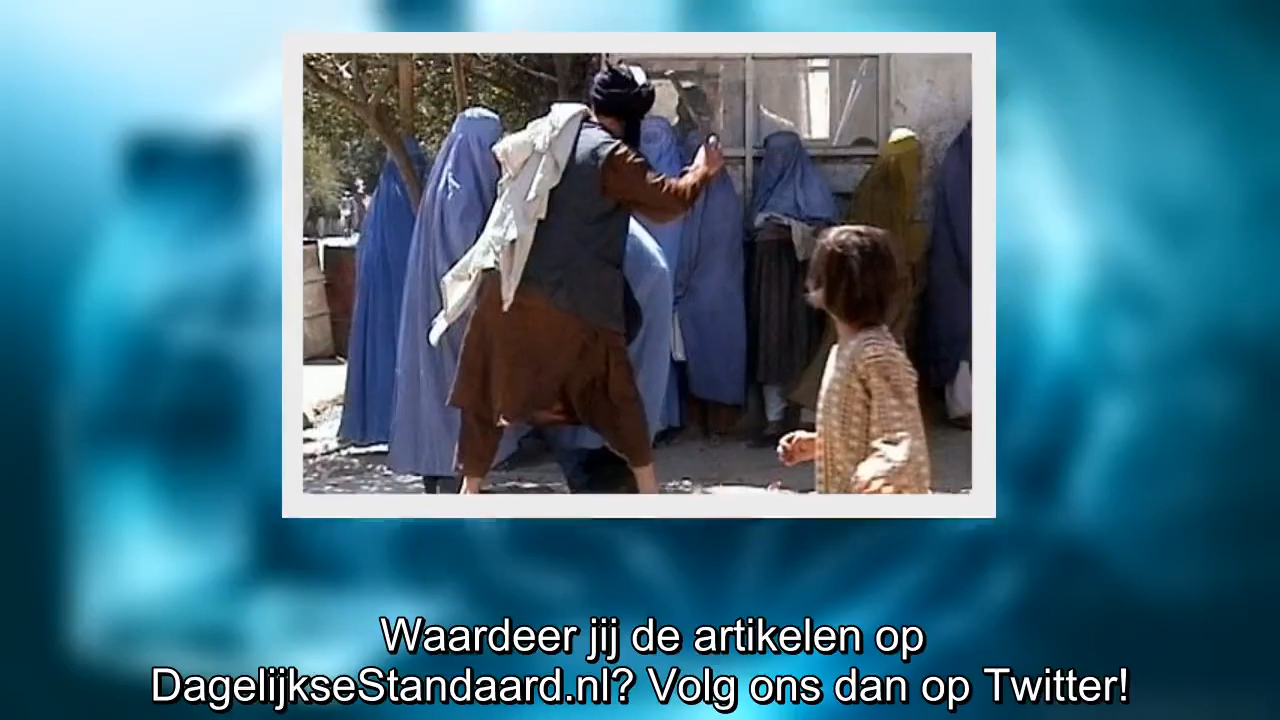 Waardeer jij de artikelen op
DagelijkseStandaard.nl? Volg ons dan op Twitter!